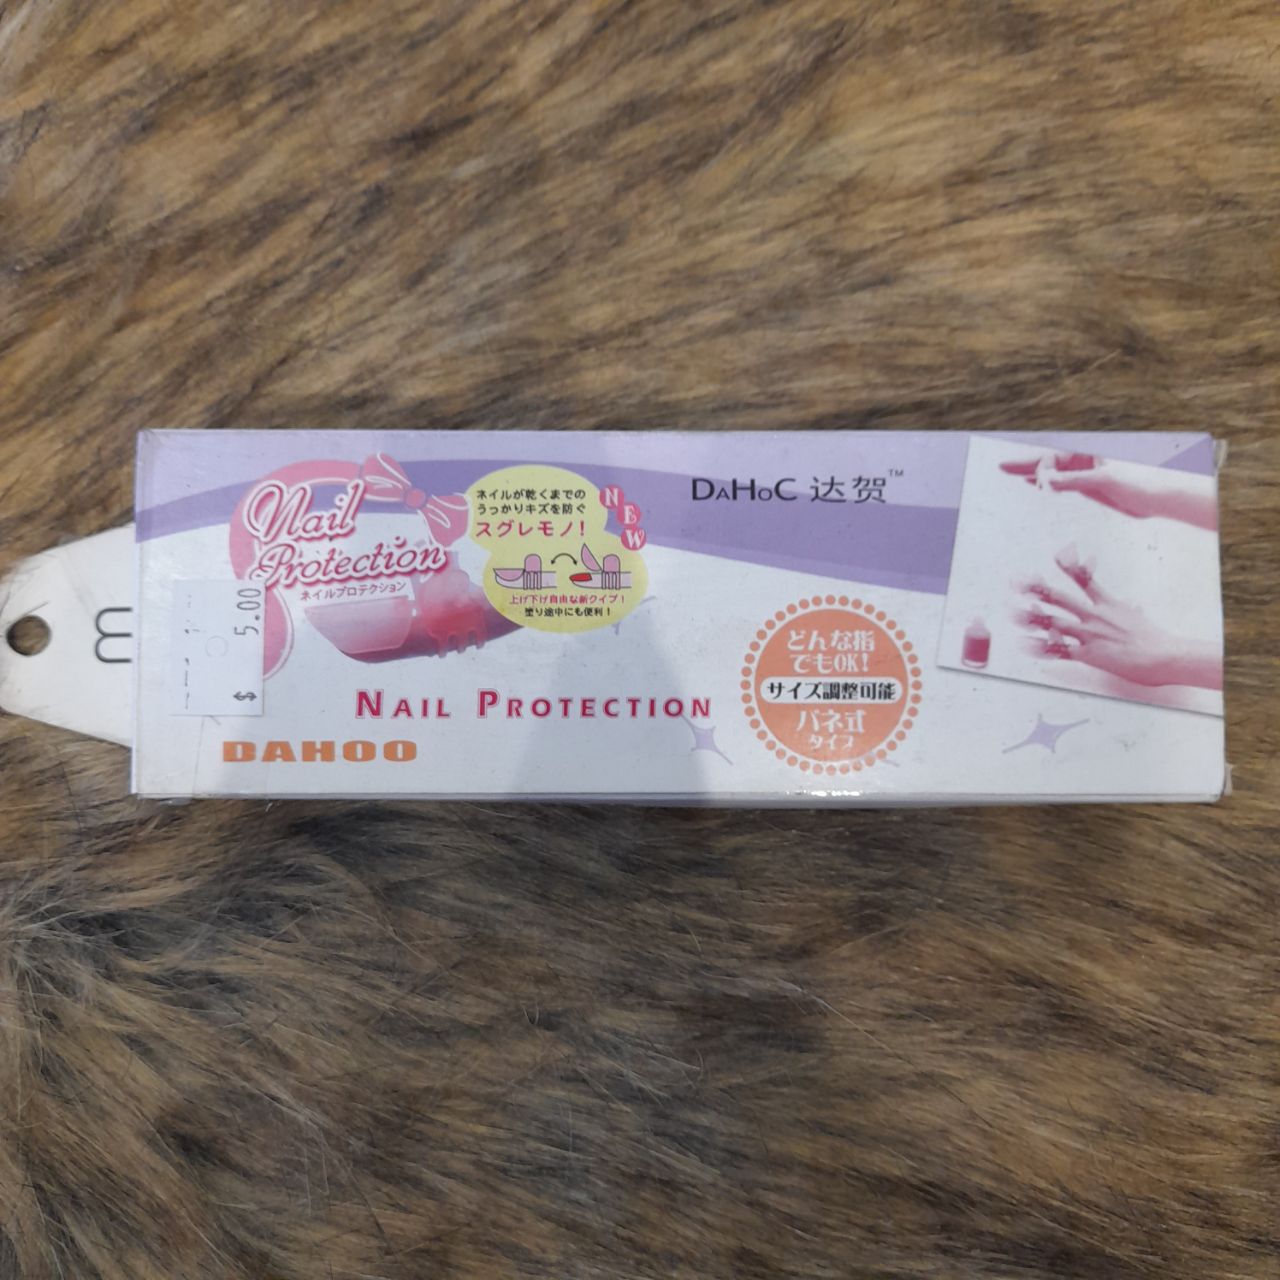 Nail
Protection
ネイルプロテクション
ネイルが乾くまでの
うっかりキズを防ぐ
スグレモノ!
NEW
上げ下げ自由な新クイプ!
塗り途中にも便利!
DAHOC 达贺™
どんな指
でもOK!
サイズ調整可能
バネ式
タイプ
NAIL PROTECTION
DAHOO
$ 5.00